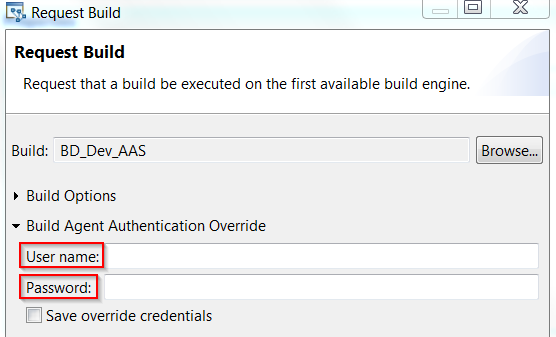 Request Build
Request Build
Request that a build be executed on the first available build engine.
Build: BD_Dev_AAS Browse...
Build Options
Build Agent Authentication Override
User name:
Password:
Save override credentials